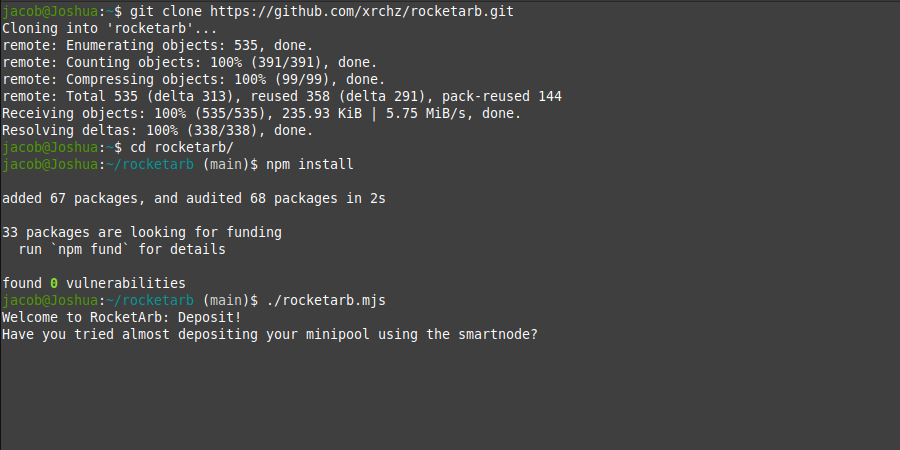 jacob@Joshua:~$ git clone https://github.com/xrchz/rocketarb.git
Cloning into 'rocketarb'...
remote: Enumerating objects: 535, done.
remote: Counting objects: 100% (391/391), done.
remote: Compressing objects: 100% (99/99), done.
remote: Total 535 (delta 313), reused 358 (delta 291), pack-reused 144
Receiving objects: 100% (535/535), 235.93 KiB | 5.75 MiB/s, done.
Resolving deltas: 100% (338/338), done.
jacob@Joshua:~$ cd rocketarb/
jacob@Joshua:~/rocketarb (main)$ npm install

added 67 packages, and audited 68 packages in 2s

33 packages are looking for funding
  run `npm fund` for details

found 0 vulnerabilities
jacob@Joshua:~/rocketarb (main)$ ./rocketarb.mjs
Welcome to RocketArb: Deposit!
Have you tried almost depositing your minipool using the smartnode?